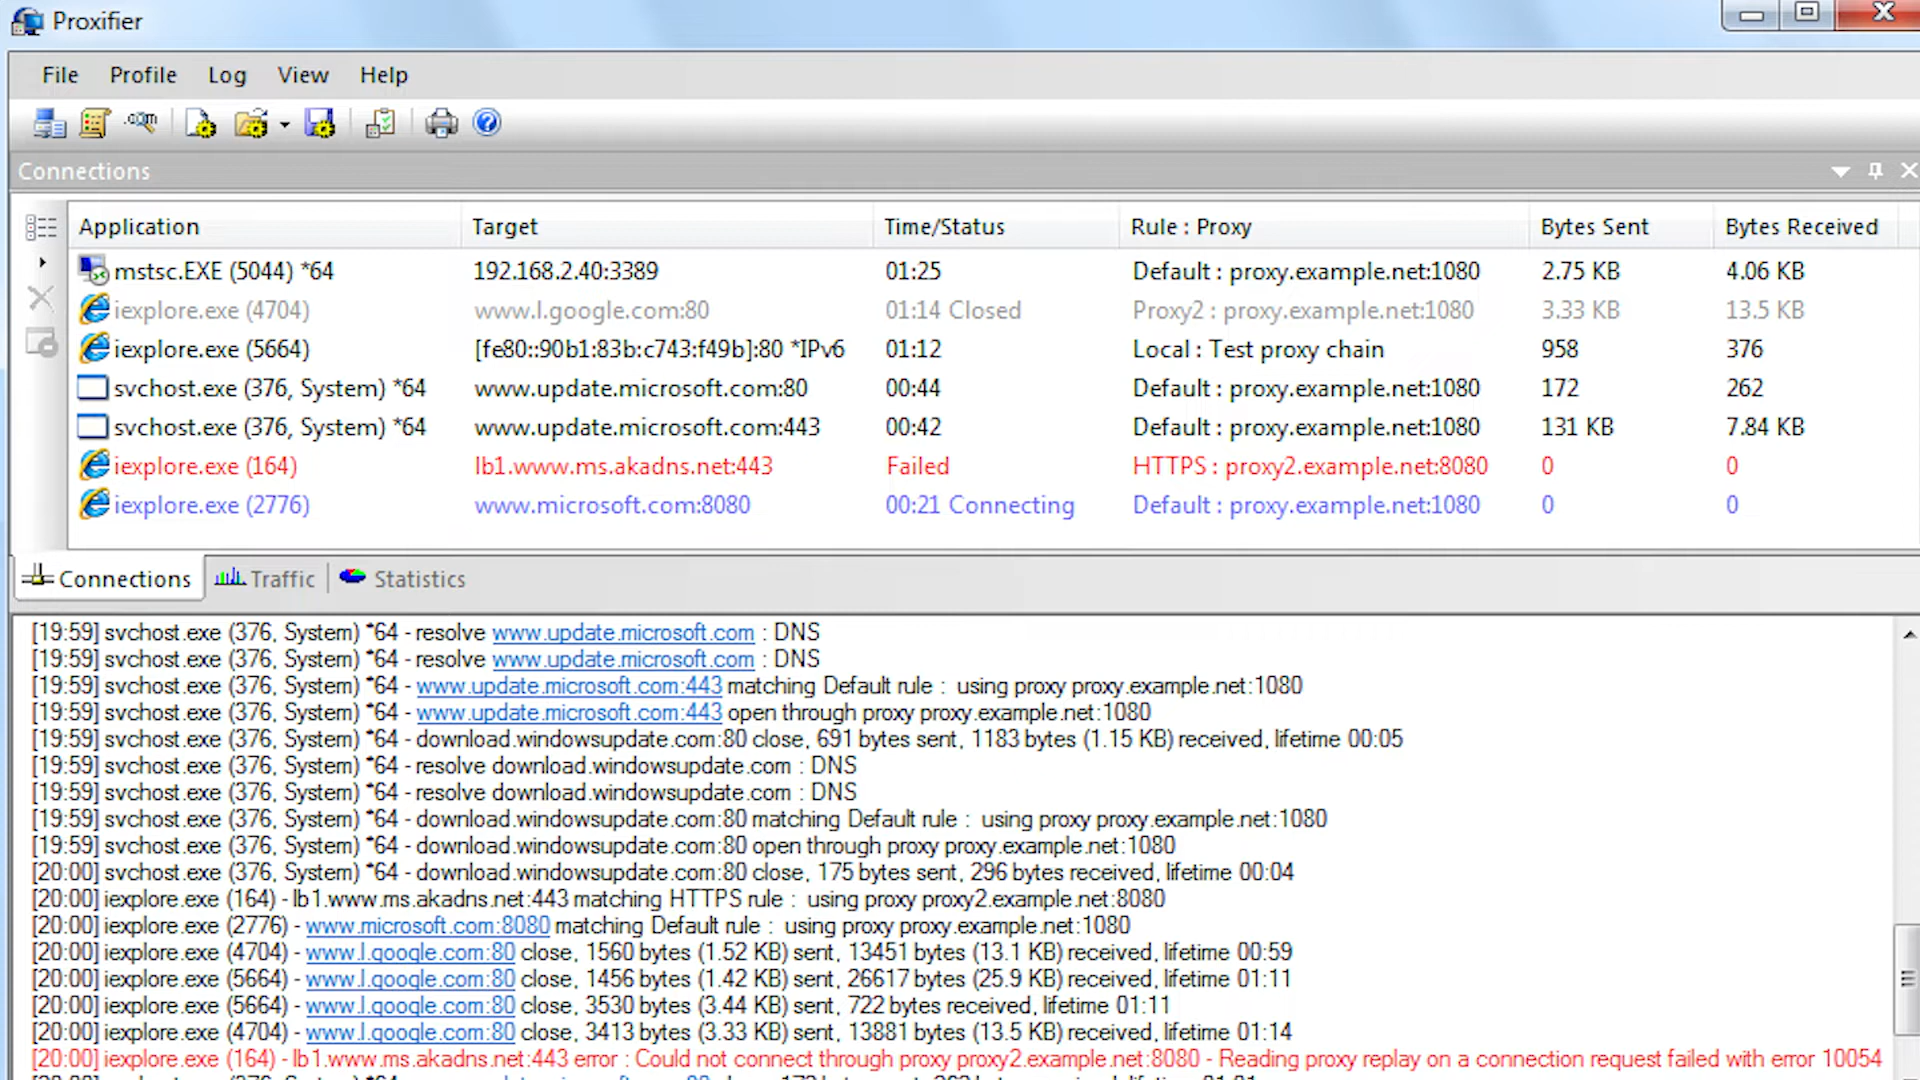 Proxifier
File Profile Log View Help
Connections
Application Target Time/Status Rule : Proxy Bytes Sent Bytes Received
mstsc.EXE (5044) *64 192.168.2.40:3389 01:25 Default : proxy.example.net:1080 2.75 KB 4.06 KB
iexplore.exe (4704) www.l.google.com:80 01:14 Closed Proxy2 : proxy.example.net:1080 3.33 KB 13.5 KB
iexplore.exe (5664) [fe80::90b1:83b:c743:f49b]:80 *IPv6 01:12 Local : Test proxy chain 958 376
svchost.exe (376, System) *64 www.update.microsoft.com:80 00:44 Default : proxy.example.net:1080 172 262
svchost.exe (376, System) *64 www.update.microsoft.com:443 00:42 Default : proxy.example.net:1080 131 KB 7.84 KB
iexplore.exe (164) lb1.www.ms.akadns.net:443 Failed HTTPS : proxy2.example.net:8080 0 0
iexplore.exe (2776) www.microsoft.com:8080 00:21 Connecting Default : proxy.example.net:1080 0 0
Connections Traffic Statistics
[19:59] svchost.exe (376, System) *64 - resolve www.update.microsoft.com : DNS
[19:59] svchost.exe (376, System) *64 - resolve www.update.microsoft.com : DNS
[19:59] svchost.exe (376, System) *64 - www.update.microsoft.com:443 matching Default rule : using proxy proxy.example.net:1080
[19:59] svchost.exe (376, System) *64 - www.update.microsoft.com:443 open through proxy proxy.example.net:1080
[19:59] svchost.exe (376, System) *64 - download.windowsupdate.com:80 close, 691 bytes sent, 1183 bytes (1.15 KB) received, lifetime 00:05
[19:59] svchost.exe (376, System) *64 - resolve download.windowsupdate.com : DNS
[19:59] svchost.exe (376, System) *64 - resolve download.windowsupdate.com : DNS
[19:59] svchost.exe (376, System) *64 - download.windowsupdate.com:80 matching Default rule : using proxy proxy.example.net:1080
[19:59] svchost.exe (376, System) *64 - download.windowsupdate.com:80 open through proxy proxy.example.net:1080
[20:00] svchost.exe (376, System) *64 - download.windowsupdate.com:80 close, 175 bytes sent, 296 bytes received, lifetime 00:04
[20:00] iexplore.exe (164) - lb1.www.ms.akadns.net:443 matching HTTPS rule : using proxy proxy2.example.net:8080
[20:00] iexplore.exe (2776) - www.microsoft.com:8080 matching Default rule : using proxy proxy.example.net:1080
[20:00] iexplore.exe (4704) - www.l.google.com:80 close, 1560 bytes (1.52 KB) sent, 13451 bytes (13.1 KB) received, lifetime 00:59
[20:00] iexplore.exe (5664) - www.l.google.com:80 close, 1456 bytes (1.42 KB) sent, 26617 bytes (25.9 KB) received, lifetime 01:11
[20:00] iexplore.exe (5664) - www.l.google.com:80 close, 3530 bytes (3.44 KB) sent, 722 bytes received, lifetime 01:11
[20:00] iexplore.exe (4704) - www.l.google.com:80 close, 3413 bytes (3.33 KB) sent, 13881 bytes (13.5 KB) received, lifetime 01:14
[20:00] iexplore.exe (164) - lb1.www.ms.akadns.net:443 error : Could not connect through proxy proxy2.example.net:8080 - Reading proxy replay on a connection request failed with error 10054